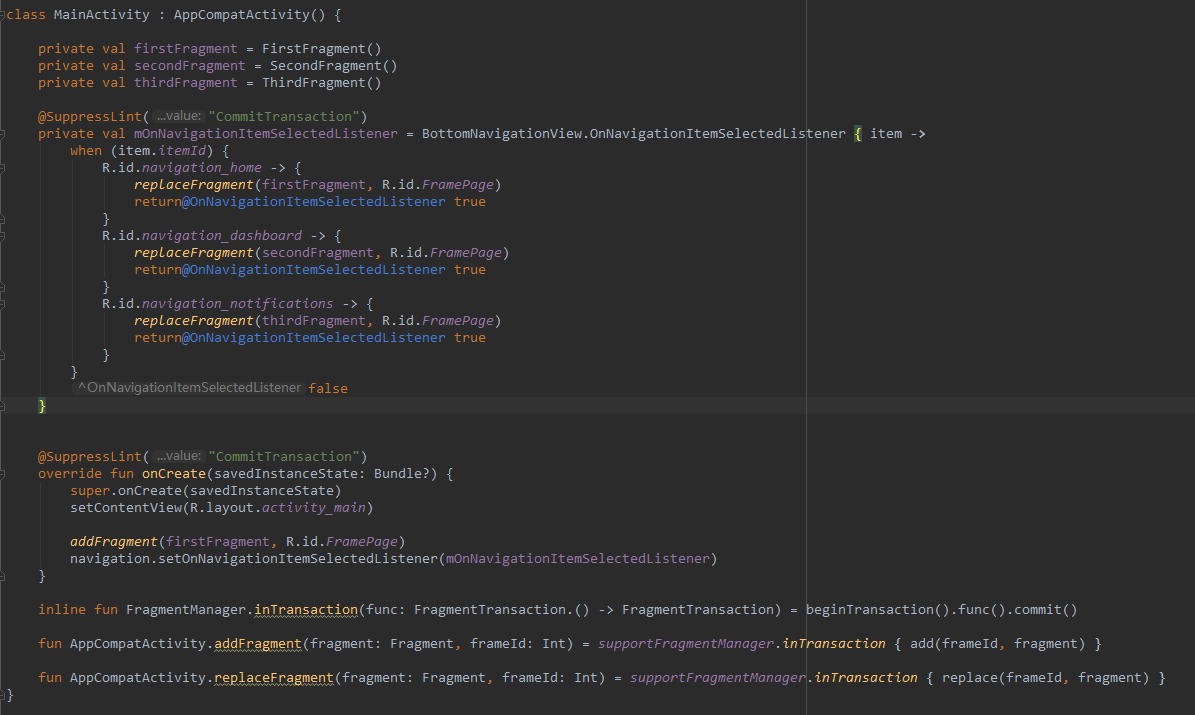 class MainActivity : AppCompatActivity() {
private val firstFragment = FirstFragment()
private val secondFragment = SecondFragment()
private val thirdFragment = ThirdFragment()
@SuppressLint( ...value: "CommitTransaction")
private val mOnNavigationItemSelectedListener = BottomNavigationView.OnNavigationItemSelectedListener { item ->
when (item.itemId) {
R.id.navigation_home -> {
replaceFragment(firstFragment, R.id.FramePage)
return@OnNavigationItemSelectedListener true
}
R.id.navigation_dashboard -> {
replaceFragment(secondFragment, R.id.FramePage)
return@OnNavigationItemSelectedListener true
}
R.id.navigation_notifications -> {
replaceFragment(thirdFragment, R.id.FramePage)
return@OnNavigationItemSelectedListener true
}
}
^OnNavigationItemSelectedListener false
}
@SuppressLint( ...value: "CommitTransaction")
override fun onCreate(savedInstanceState: Bundle?) {
super.onCreate(savedInstanceState)
setContentView(R.layout.activity_main)
addFragment(firstFragment, R.id.FramePage)
navigation.setOnNavigationItemSelectedListener(mOnNavigationItemSelectedListener)
}
inline fun FragmentManager.inTransaction(func: FragmentTransaction.() -> FragmentTransaction) = beginTransaction().func().commit()
fun AppCompatActivity.addFragment(fragment: Fragment, frameId: Int) = supportFragmentManager.inTransaction { add(frameId, fragment) }
fun AppCompatActivity.replaceFragment(fragment: Fragment, frameId: Int) = supportFragmentManager.inTransaction { replace(frameId, fragment) }
}